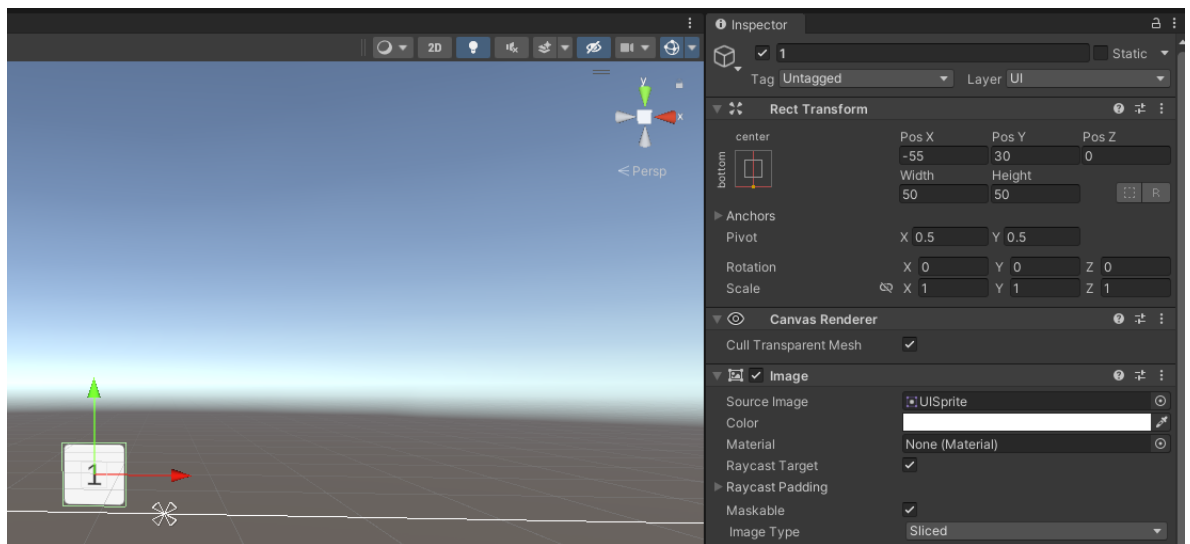 Inspector
2D
1
Static
Tag Untagged Layer UI
Rect Transform
center Pos X Pos Y Pos Z
bottom -55 30 0
Width Height
50 50 R
Anchors
Pivot X 0.5 Y 0.5
Rotation X 0 Y 0 Z 0
Scale X 1 Y 1 Z 1
Canvas Renderer
Cull Transparent Mesh
Image
Source Image UISprite
Color
Material None (Material)
Raycast Target
Raycast Padding
Maskable
Image Type Sliced
y
x
Persp
1